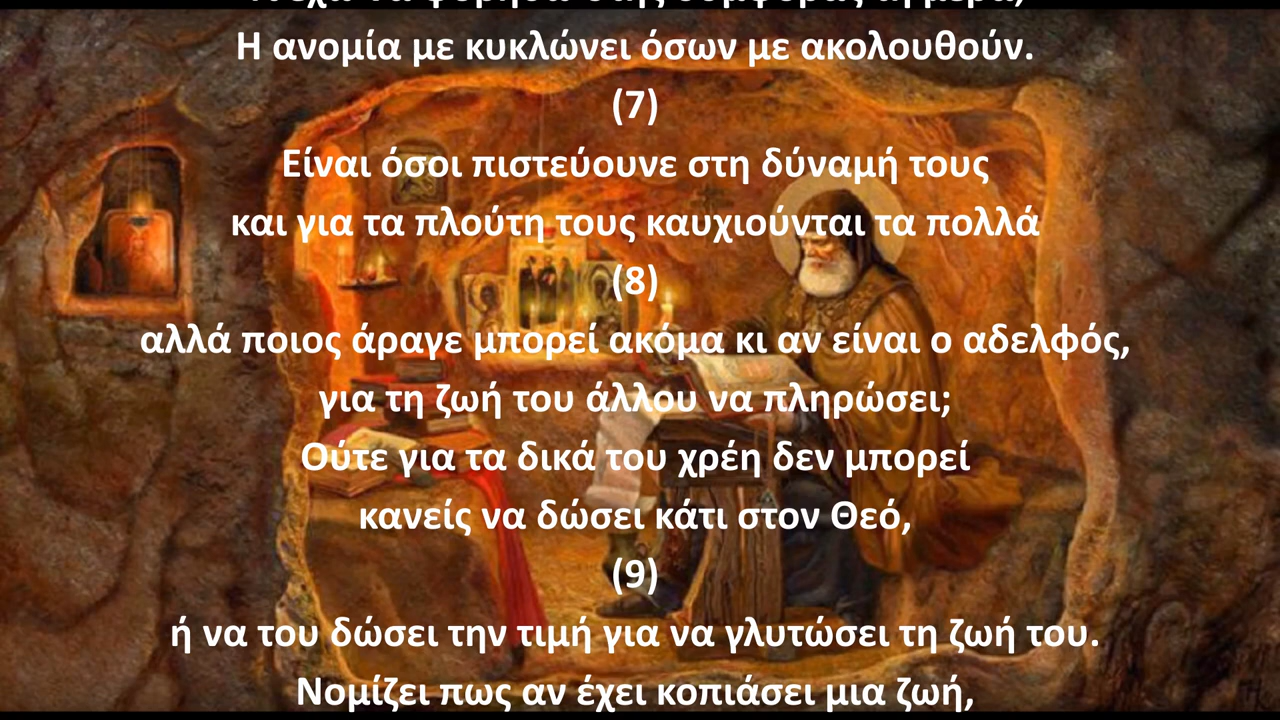 Η ανομία με κυκλώνει όσων με ακολουθούν.
(7)
Είναι όσοι πιστεύουνε στη δύναμή τους
και για τα πλούτη τους καυχιούνται τα πολλά
(8)
αλλά ποιος άραγε μπορεί ακόμα κι αν είναι ο αδελφός,
για τη ζωή του άλλου να πληρώσει;
Ούτε για τα δικά του χρέη δεν μπορεί
κανείς να δώσει κάτι στον Θεό,
(9)
ή να του δώσει την τιμή για να γλυτώσει τη ζωή του.
Νομίζει πως αν έχει κοπιάσει μια ζωή,